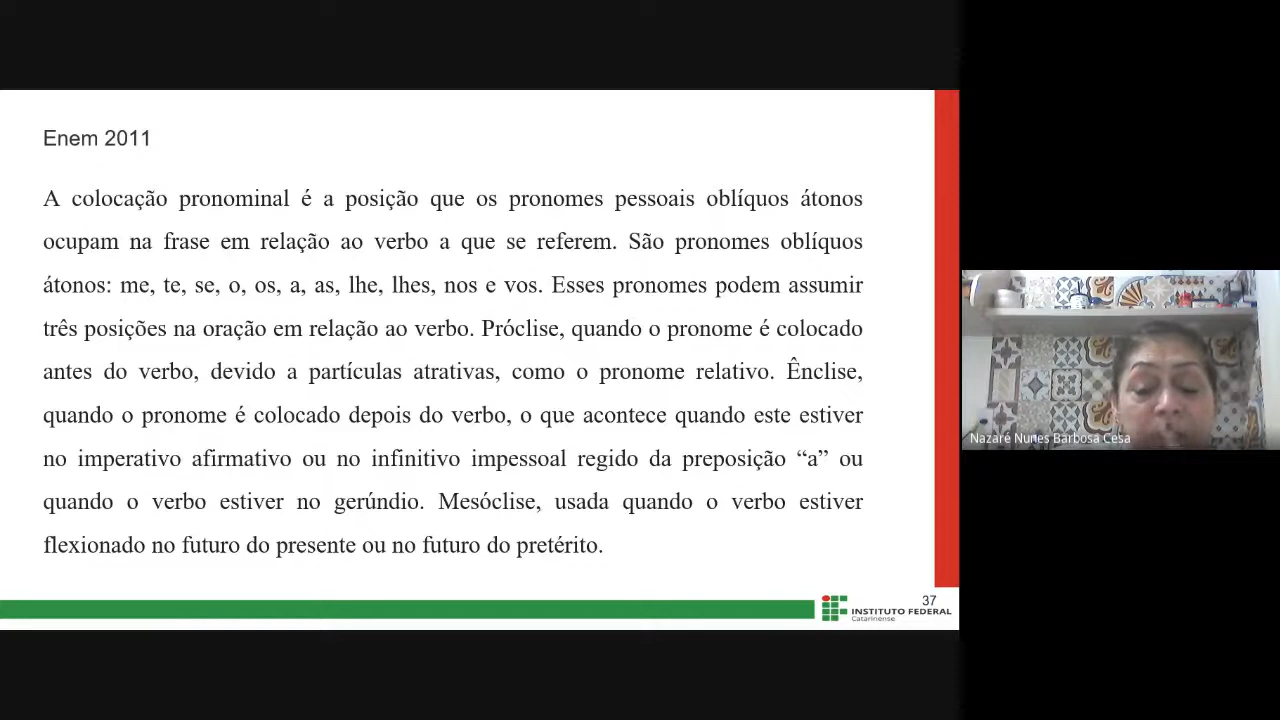 Enem 2011
A colocação pronominal é a posição que os pronomes pessoais oblíquos átonos
ocupam na frase em relação ao verbo a que se referem. São pronomes oblíquos
átonos: me, te, se, o, os, a, as, lhe, lhes, nos e vos. Esses pronomes podem assumir
três posições na oração em relação ao verbo. Próclise, quando o pronome é colocado
antes do verbo, devido a partículas atrativas, como o pronome relativo. Ênclise,
quando o pronome é colocado depois do verbo, o que acontece quando este estiver
no imperativo afirmativo ou no infinitivo impessoal regido da preposição “a” ou
quando o verbo estiver no gerúndio. Mesóclise, usada quando o verbo estiver
flexionado no futuro do presente ou no futuro do pretérito.
37
INSTITUTO FEDERAL
Catarinense
Nazaré Nunes Barbosa Cesa